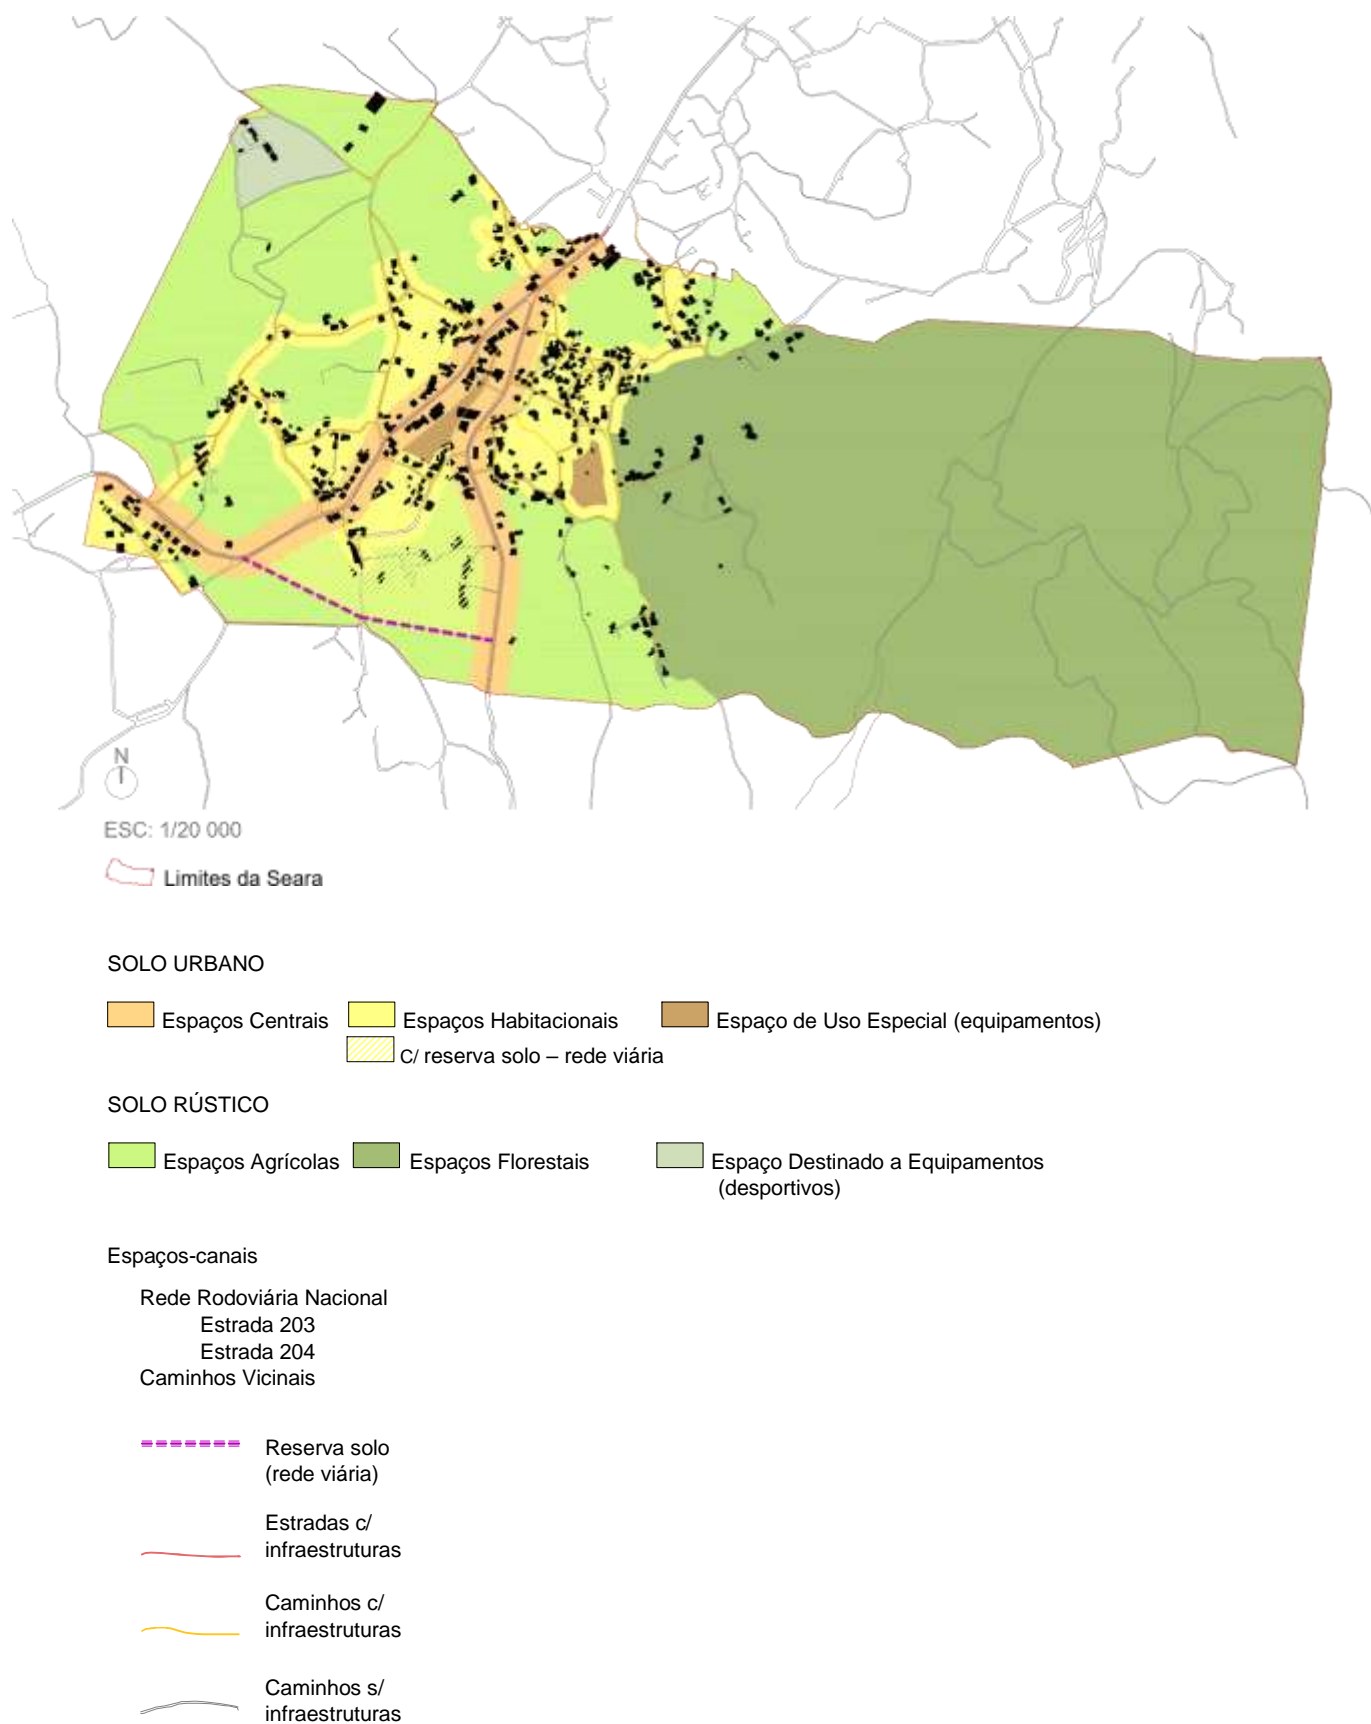 N
ESC: 1/20 000
Limites da Seara
SOLO URBANO
Espaços Centrais Espaços Habitacionais Espaço de Uso Especial (equipamentos)
C/ reserva solo – rede viária
SOLO RÚSTICO
Espaços Agrícolas Espaços Florestais Espaço Destinado a Equipamentos
(desportivos)
Espaços-canais
Rede Rodoviária Nacional
Estrada 203
Estrada 204
Caminhos Vicinais
Reserva solo
(rede viária)
Estradas c/
infraestruturas
Caminhos c/
infraestruturas
Caminhos s/
infraestruturas